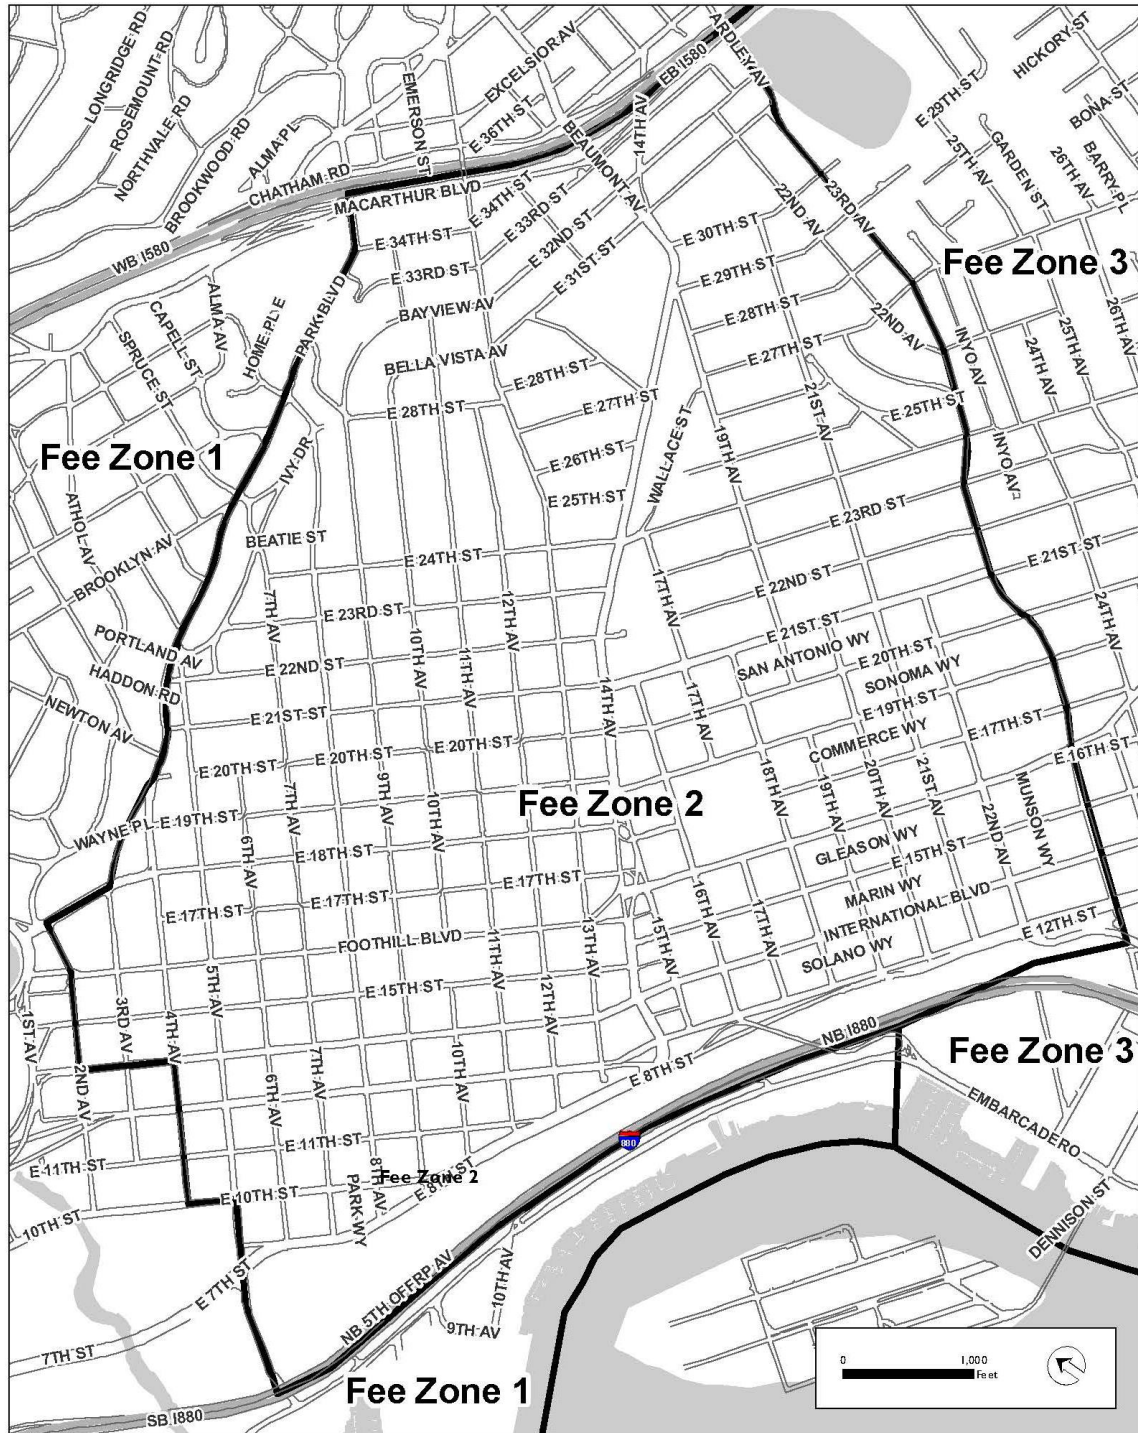 LONGRIDGE RD
ROSEMOUNT RD
NORTHVALE RD
BROOKWOOD RD
ALMA PL
CHATHAM RD
WB I580
EMERSON ST
EXCELSIOR AV
E 36TH ST
MACARTHUR BLVD
BEAUMONT AV
14TH AV
EB I580
ARDLEY AV
HICKORY ST
E 29TH ST
BONA ST
25TH AV
GARDEN ST
26TH AV
BARRY PL
22ND AV
23RD AV
E 34TH ST
E 34TH ST
E 33RD ST
E 33RD ST
E 32ND ST
E 31ST ST
E 30TH ST
E 29TH ST
E 28TH ST
E 27TH ST
22ND AV
Fee Zone 3
INYO AV
24TH AV
25TH AV
26TH AV
ALMA AV
CAPELL ST
SPRUCE ST
HOME PL E
PARK BLVD
BAYVIEW AV
BELLA VISTA AV
E 28TH ST
E 28TH ST
E 27TH ST
E 26TH ST
E 25TH ST
WALLACE ST
19TH AV
21ST AV
E 25TH ST
INYO AV
Fee Zone 1
IVY DR
ATHOL AV
BROOKLYN AV
BEATIE ST
E 24TH ST
E 23RD ST
E 23RD ST
E 22ND ST
E 21ST ST
24TH AV
7TH AV
10TH AV
11TH AV
12TH AV
17TH AV
PORTLAND AV
HADDON RD
NEWTON AV
E 22ND ST
E 21ST ST
E 21ST ST
SAN ANTONIO WY
E 20TH ST
SONOMA WY
E 19TH ST
COMMERCE WY
E 17TH ST
E 16TH ST
14TH AV
17TH AV
E 20TH ST
E 20TH ST
E 20TH ST
7TH AV
9TH AV
10TH AV
Fee Zone 2
18TH AV
19TH AV
20TH AV
21ST AV
22ND AV
MUNSON WY
WAYNE PL
E 19TH ST
6TH AV
E 18TH ST
E 17TH ST
E 17TH ST
E 17TH ST
GLEASON WY
E 15TH ST
MARIN WY
INTERNATIONAL BLVD
SOLANO WY
E 12TH ST
16TH AV
17TH AV
15TH AV
13TH AV
FOOTHILL BLVD
11TH AV
12TH AV
E 15TH ST
5TH AV
1ST AV
3RD AV
4TH AV
2ND AV
6TH AV
7TH AV
10TH AV
E 8TH ST
NB I880
Fee Zone 3
EMBARCADERO
DENNISON ST
880
E 11TH ST
E 11TH ST
8TH AV
Fee Zone 2
E 8TH ST
E 10TH ST
10TH ST
PARK WY
E 7TH ST
7TH ST
NB 5TH OFFRP AV
10TH AV
9TH AV
Fee Zone 1
SB I880
0 1,000
Feet